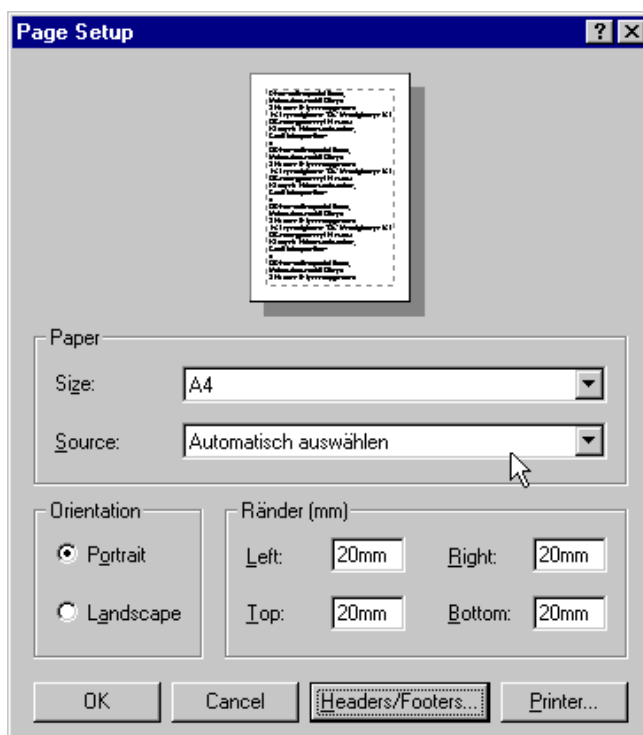 Page Setup
Paper
Size: A4
Source: Automatisch auswählen
Orientation
Portrait
Landscape
Ränder (mm)
Left: 20mm Right: 20mm
Top: 20mm Bottom: 20mm
OK Cancel Headers/Footers... Printer...